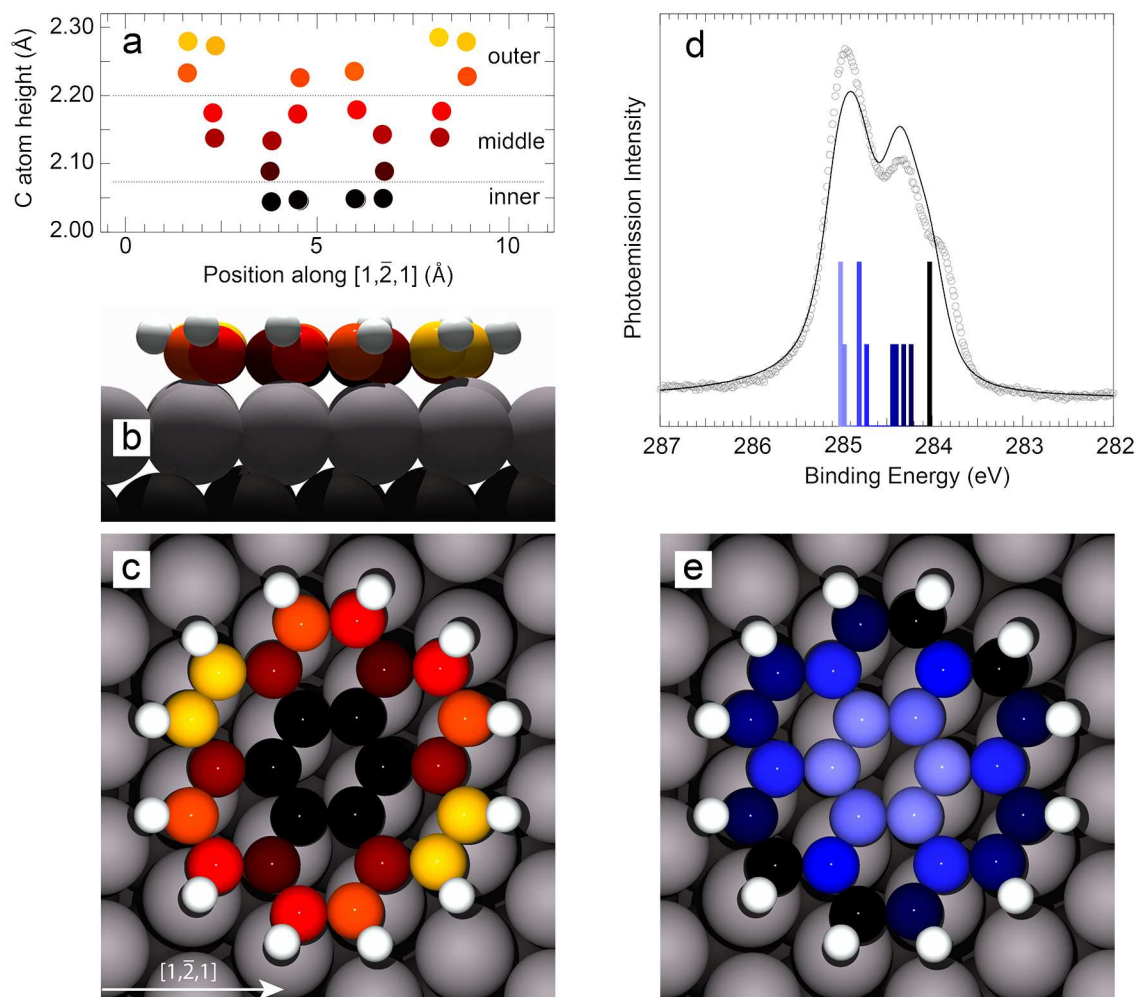 a
C atom height (Å)
2.30
2.20
2.10
2.00
outer
middle
inner
0
5
10
Position along [1,2̅,1] (Å)
b
c
[1,2̅,1]
d
Photoemission Intensity
287
286
285
284
283
282
Binding Energy (eV)
e